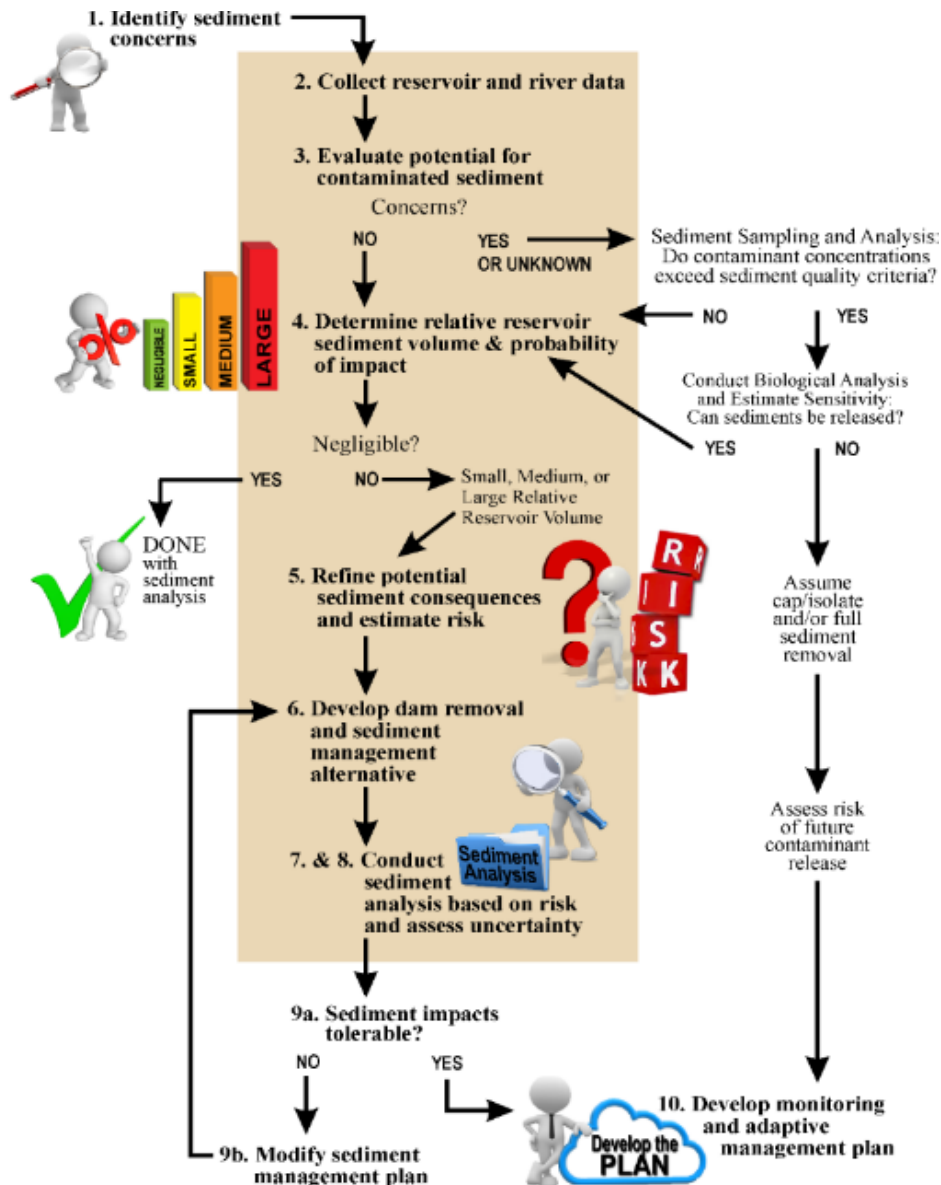 1. Identify sediment
concerns
2. Collect reservoir and river data
3. Evaluate potential for
contaminated sediment
Concerns?
NO
YES
OR UNKNOWN
Sediment Sampling and Analysis:
Do contaminant concentrations
exceed sediment quality criteria?
NO
YES
NEGLIGIBLE
SMALL
MEDIUM
LARGE
%
4. Determine relative reservoir
sediment volume & probability
of impact
Conduct Biological Analysis
and Estimate Sensitivity:
Can sediments be released?
YES
NO
Negligible?
YES
NO
Small, Medium, or
Large Relative
Reservoir Volume
DONE
with
sediment
analysis
5. Refine potential
sediment consequences
and estimate risk
?
R R
I
S S
K K
Assume
cap/isolate
and/or full
sediment
removal
6. Develop dam removal
and sediment
management
alternative
Sediment
Analysis
7. & 8. Conduct
sediment
analysis based on risk
and assess uncertainty
Assess risk
of future
contaminant
release
9a. Sediment impacts
tolerable?
NO
YES
9b. Modify sediment
management plan
Develop the
PLAN
10. Develop monitoring
and adaptive
management plan